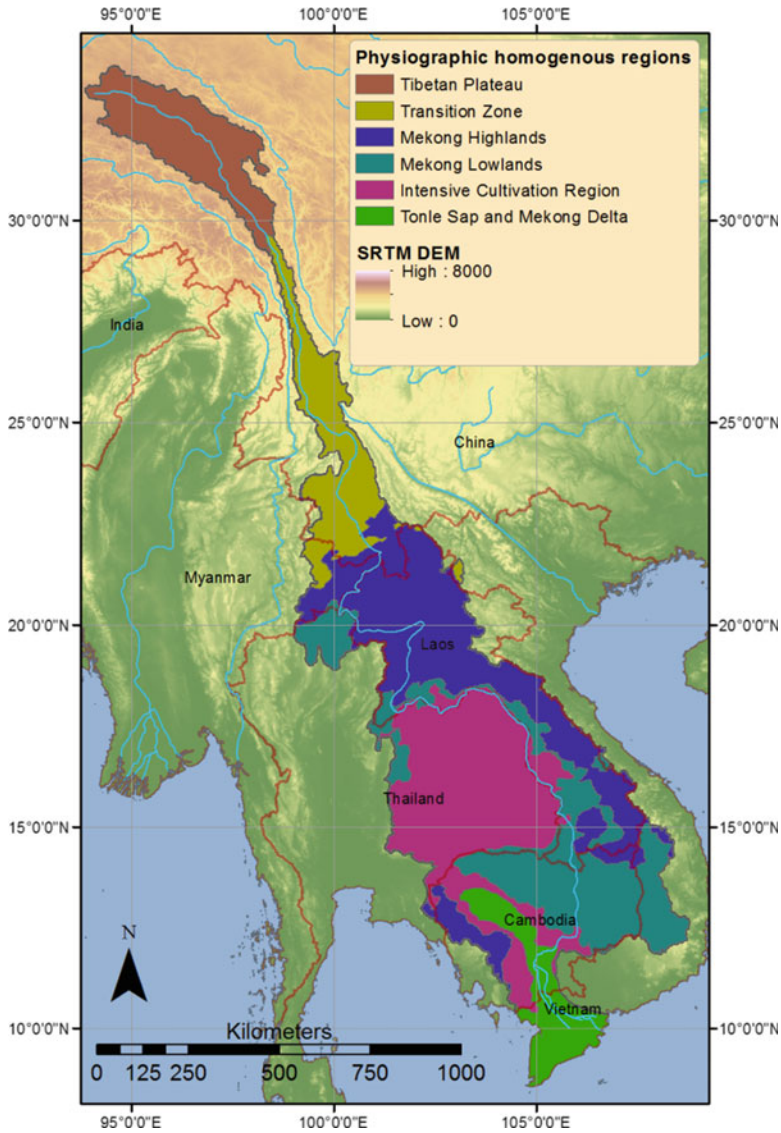 95°0'0"E 100°0'0"E 105°0'0"E
Physiographic homogenous regions
Tibetan Plateau
Transition Zone
Mekong Highlands
Mekong Lowlands
Intensive Cultivation Region
Tonle Sap and Mekong Delta
SRTM DEM
High : 8000
Low : 0
30°0'0"N 30°0'0"N
India
25°0'0"N 25°0'0"N
China
Myanmar
20°0'0"N 20°0'0"N
Laos
Thailand
15°0'0"N 15°0'0"N
Cambodia
N
Vietnam
10°0'0"N 10°0'0"N
Kilometers
0 125 250 500 750 1000
95°0'0"E 100°0'0"E 105°0'0"E